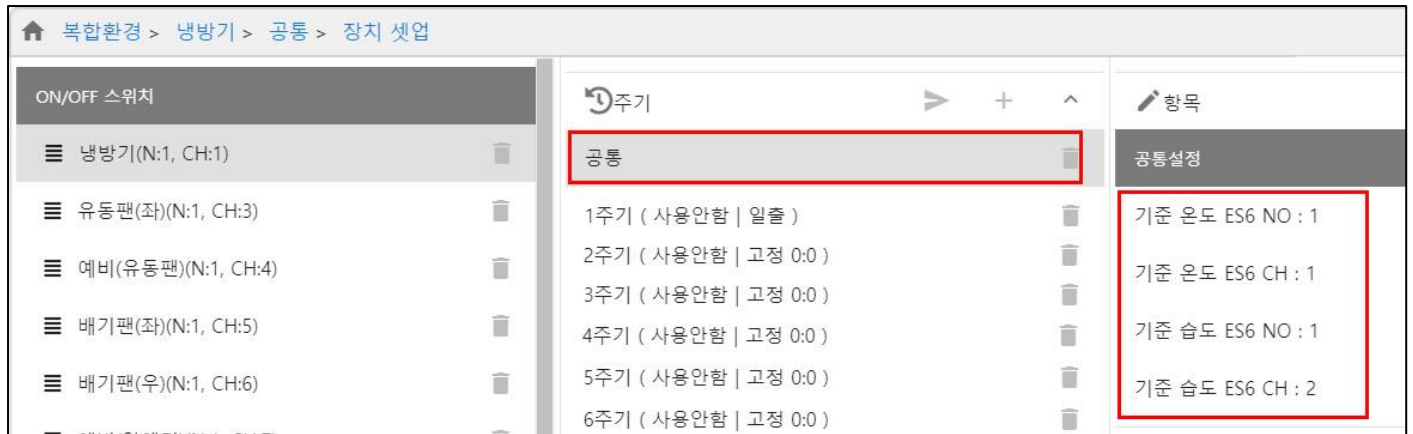 복합환경 > 냉방기 > 공통 > 장치 셋업
ON/OFF 스위치
냉방기(N:1, CH:1)
유동팬(좌)(N:1, CH:3)
예비(유동팬)(N:1, CH:4)
배기팬(좌)(N:1, CH:5)
배기팬(우)(N:1, CH:6)
주기
공통
1주기 ( 사용안함 | 일출 )
2주기 ( 사용안함 | 고정 0:0 )
3주기 ( 사용안함 | 고정 0:0 )
4주기 ( 사용안함 | 고정 0:0 )
5주기 ( 사용안함 | 고정 0:0 )
6주기 ( 사용안함 | 고정 0:0 )
항목
공통설정
기준 온도 ES6 NO : 1
기준 온도 ES6 CH : 1
기준 습도 ES6 NO : 1
기준 습도 ES6 CH : 2